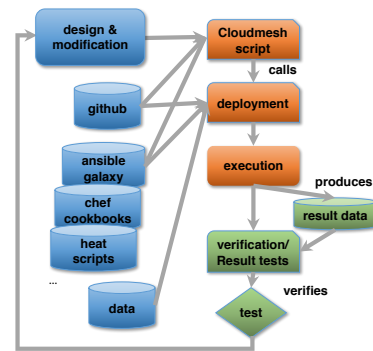 design &
modification
Cloudmesh
script
calls
github
deployment
ansible
galaxy
execution
produces
chef
cookbooks
result data
heat
scripts
verification/
Result tests
...
data
verifies
test